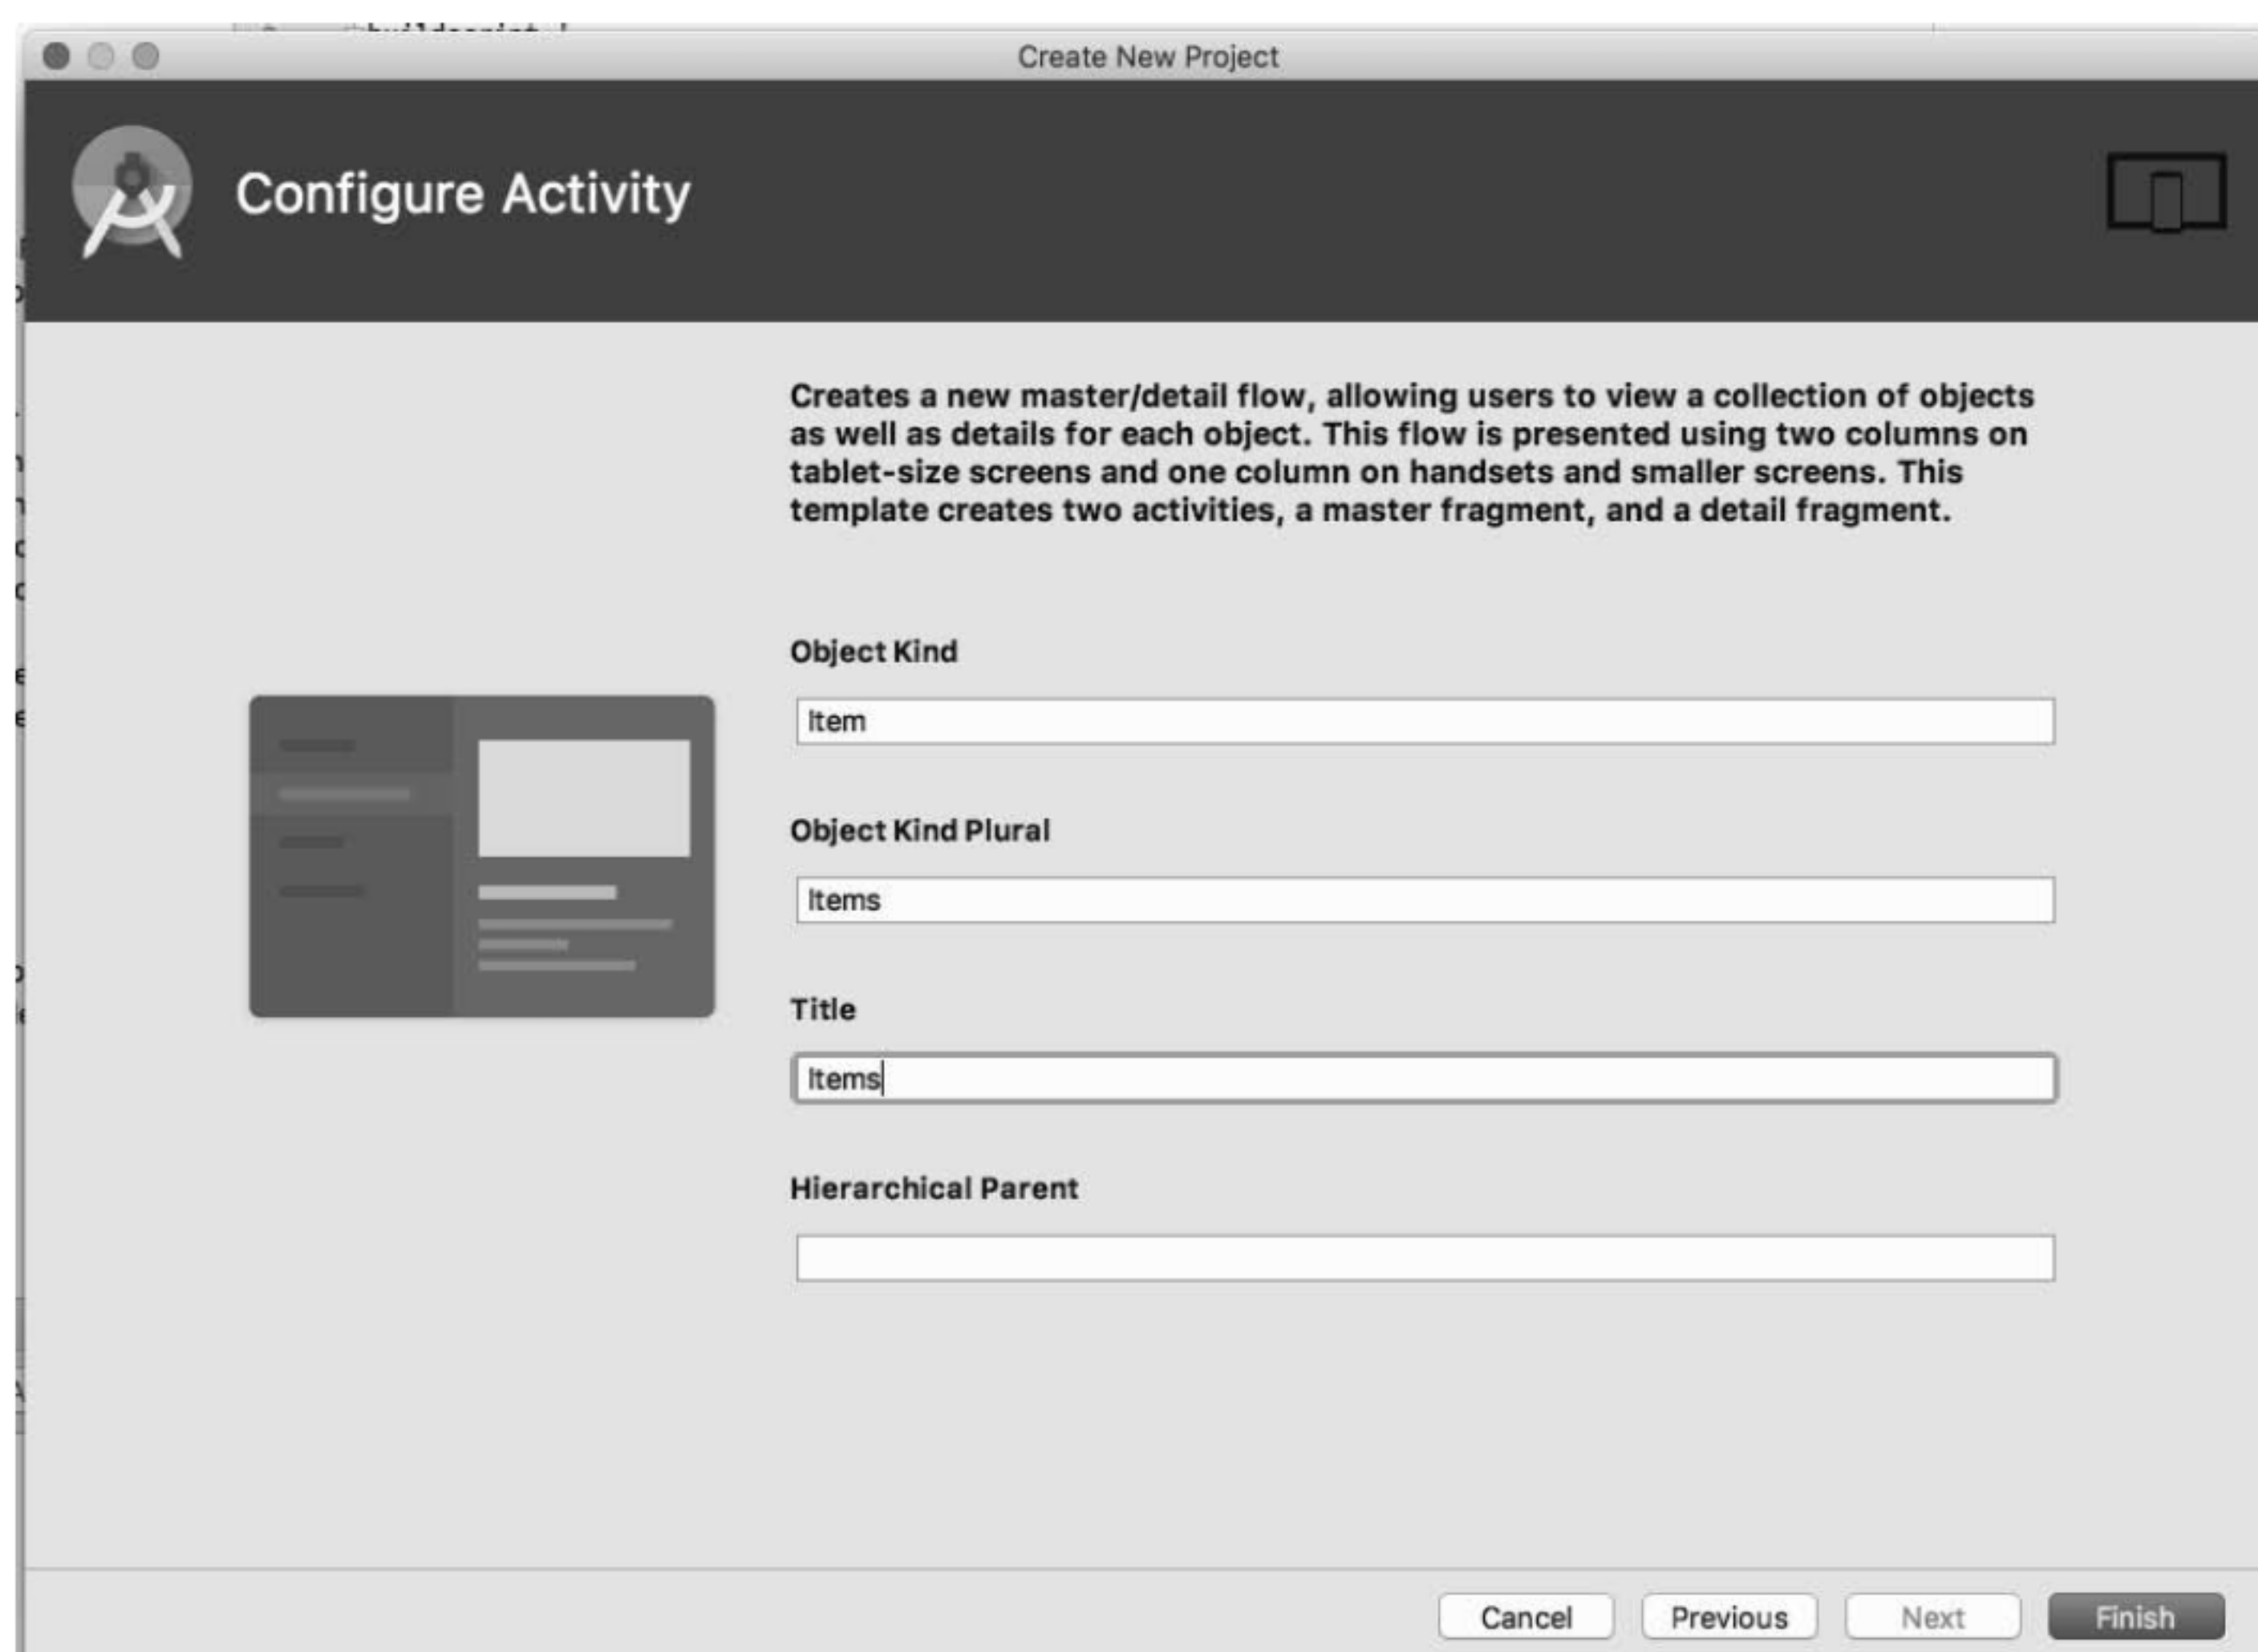 Create New Project
Configure Activity
Creates a new master/detail flow, allowing users to view a collection of objects
as well as details for each object. This flow is presented using two columns on
tablet-size screens and one column on handsets and smaller screens. This
template creates two activities, a master fragment, and a detail fragment.
Object Kind
Item
Object Kind Plural
Items
Title
Items
Hierarchical Parent
Cancel Previous Next Finish